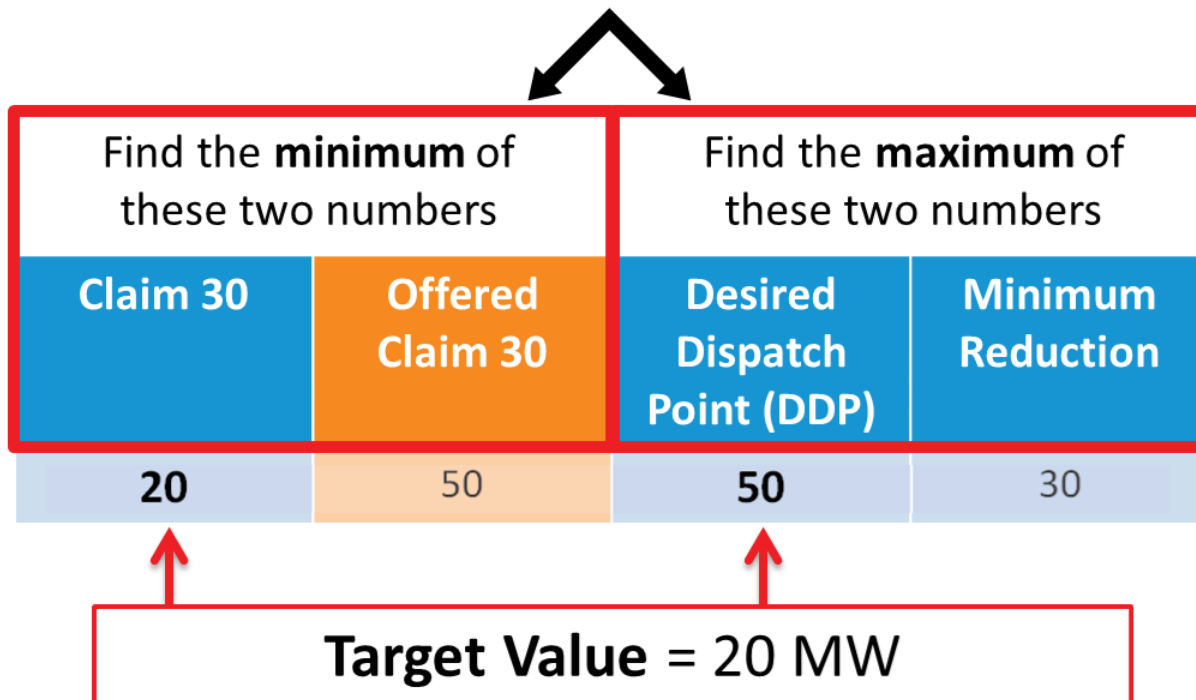 Find the minimum of
these two numbers
Find the maximum of
these two numbers
Claim 30
Offered
Claim 30
Desired
Dispatch
Point (DDP)
Minimum
Reduction
20
50
50
30
Target Value = 20 MW